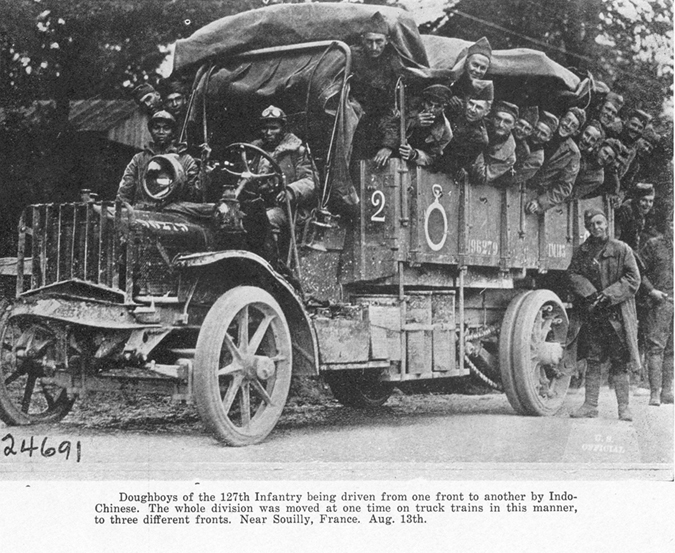 2
96279
24691
U. S.
OFFICIAL
Doughboys of the 127th Infantry being driven from one front to another by Indo-
Chinese. The whole division was moved at one time on truck trains in this manner,
to three different fronts. Near Souilly, France. Aug. 13th.